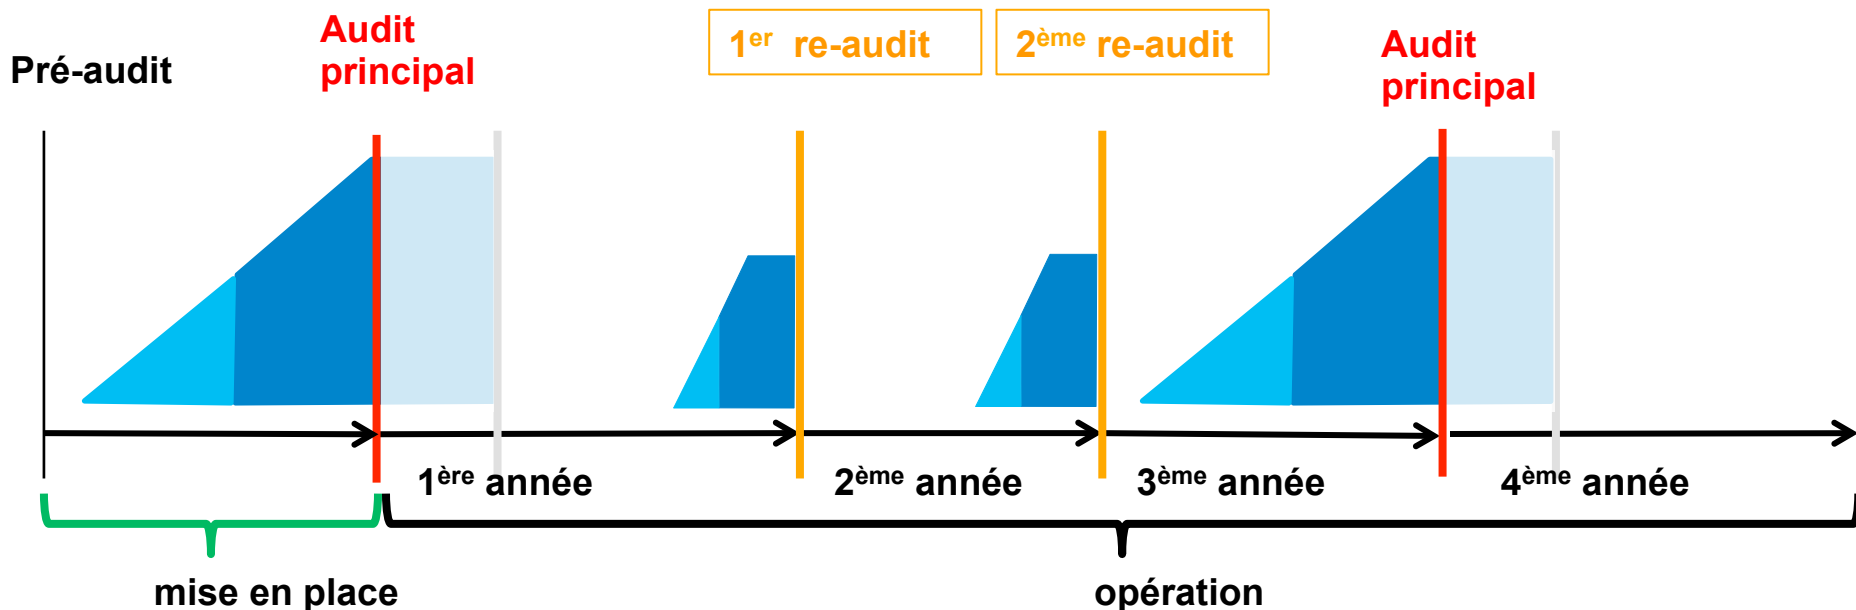 Pré-audit
Audit
principal
1er re-audit
2ème re-audit
Audit
principal
1ère année
2ème année
3ème année
4ème année
mise en place
opération